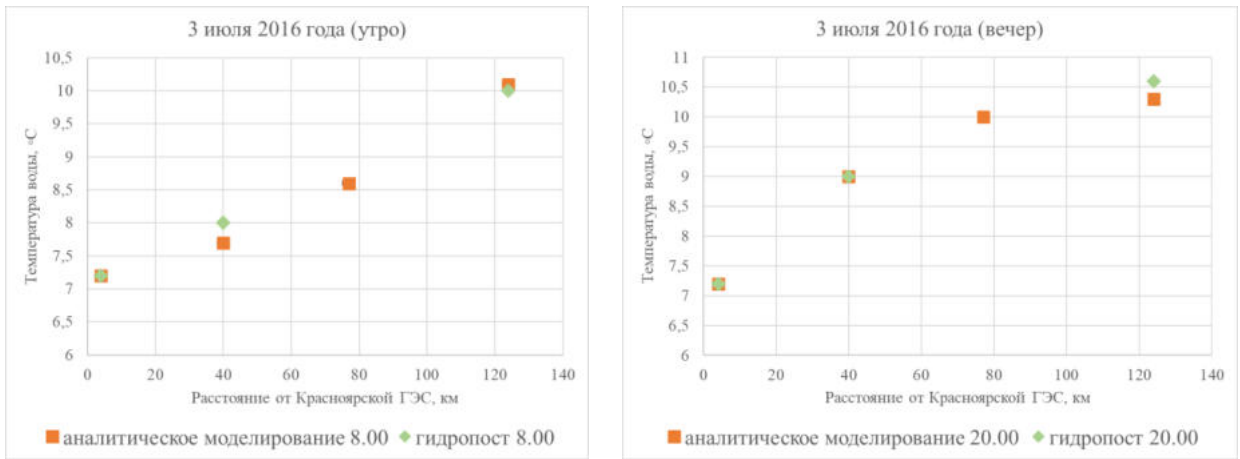 3 июля 2016 года (утро)
10,5
10
9,5
9
8,5
8
7,5
7
6,5
6
0 20 40 60 80 100 120 140
Температура воды, °С
Расстояние от Красноярской ГЭС, км
аналитическое моделирование 8.00 гидропост 8.00
3 июля 2016 года (вечер)
11
10,5
10
9,5
9
8,5
8
7,5
7
6,5
6
0 20 40 60 80 100 120 140
Температура воды, °С
Расстояние от Красноярской ГЭС, км
аналитическое моделирование 20.00 гидропост 20.00